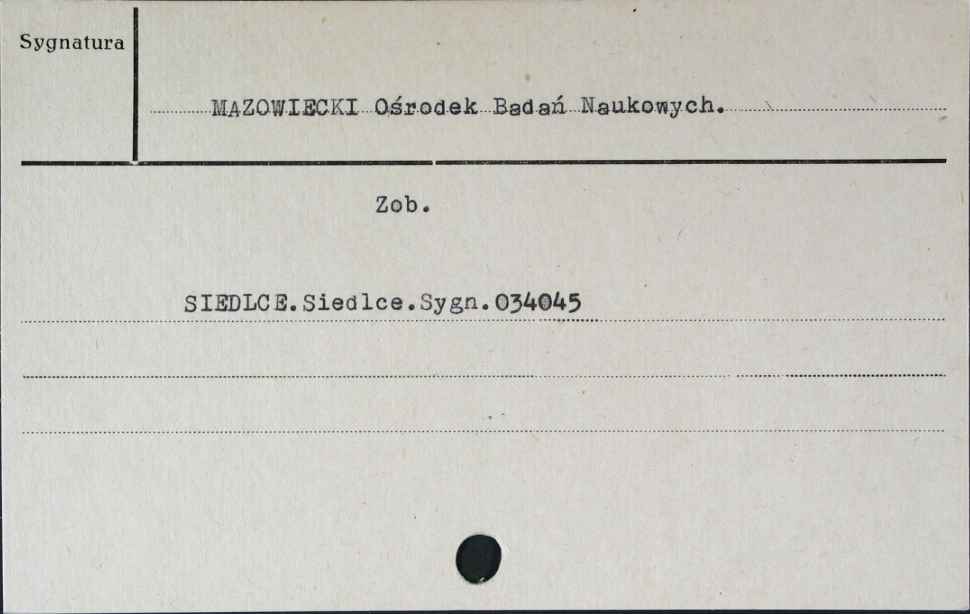 Sygnatura
MAZOWIECKI Ośrodek Badań Naukowych.
Zob.
SIEDLCE.Siedlce.Sygn.034045